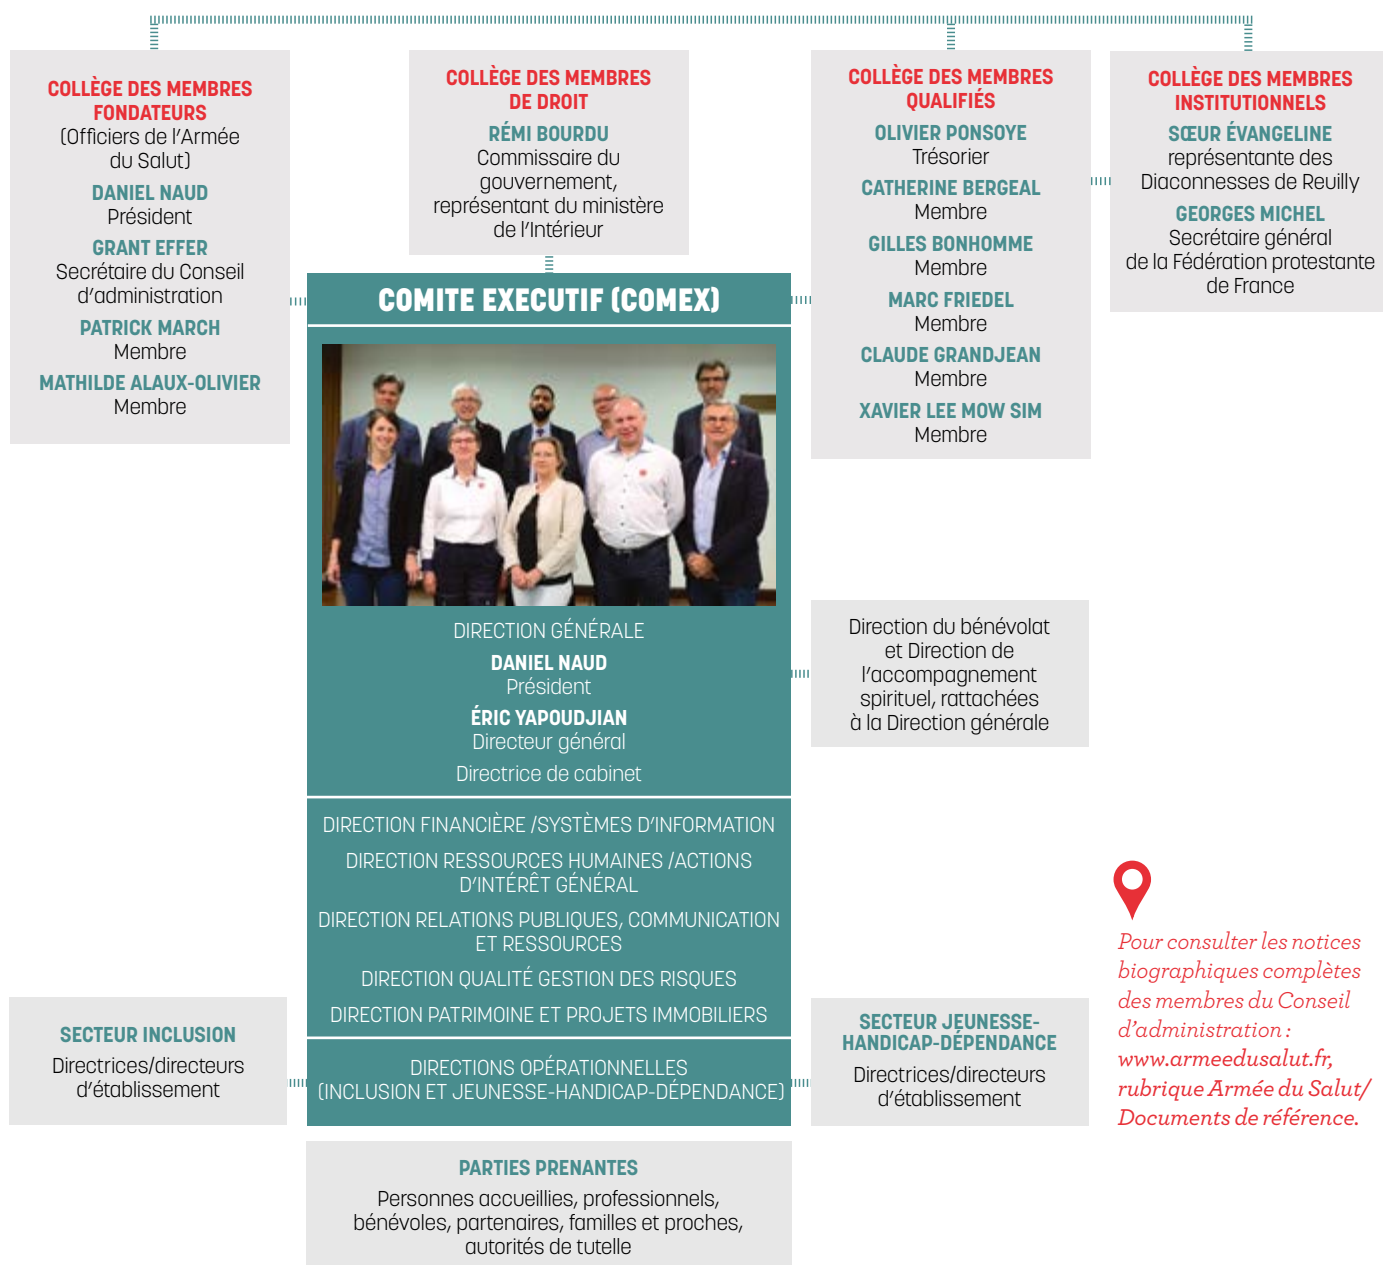 COLLÈGE DES MEMBRES
FONDATEURS
(Officiers de l'Armée
du Salut)
DANIEL NAUD
Président
GRANT EFFER
Secrétaire du Conseil
d'administration
PATRICK MARCH
Membre
MATHILDE ALAUX-OLIVIER
Membre
COLLÈGE DES MEMBRES
DE DROIT
RÉMI BOURDU
Commissaire du
gouvernement,
représentant du ministère
de l'Intérieur
COLLÈGE DES MEMBRES
QUALIFIÉS
OLIVIER PONSOYE
Trésorier
CATHERINE BERGEAL
Membre
GILLES BONHOMME
Membre
MARC FRIEDEL
Membre
CLAUDE GRANDJEAN
Membre
XAVIER LEE MOW SIM
Membre
COLLÈGE DES MEMBRES
INSTITUTIONNELS
SŒUR ÉVANGELINE
représentante des
Diaconnesses de Reuilly
GEORGES MICHEL
Secrétaire général
de la Fédération protestante
de France
COMITE EXECUTIF (COMEX)
DIRECTION GÉNÉRALE
DANIEL NAUD
Président
ÉRIC YAPOUDJIAN
Directeur général
Directrice de cabinet
Direction du bénévolat
et Direction de
l'accompagnement
spirituel, rattachées
à la Direction générale
DIRECTION FINANCIÈRE /SYSTÈMES D'INFORMATION
DIRECTION RESSOURCES HUMAINES /ACTIONS
D'INTÉRÊT GÉNÉRAL
DIRECTION RELATIONS PUBLIQUES, COMMUNICATION
ET RESSOURCES
DIRECTION QUALITÉ GESTION DES RISQUES
DIRECTION PATRIMOINE ET PROJETS IMMOBILIERS
SECTEUR INCLUSION
Directrices/directeurs
d'établissement
DIRECTIONS OPÉRATIONNELLES
(INCLUSION ET JEUNESSE-HANDICAP-DÉPENDANCE)
SECTEUR JEUNESSE-
HANDICAP-DÉPENDANCE
Directrices/directeurs
d'établissement
Pour consulter les notices
biographiques complètes
des membres du Conseil
d'administration :
www.armeedusalut.fr,
rubrique Armée du Salut/
Documents de référence.
PARTIES PRENANTES
Personnes accueillies, professionnels,
bénévoles, partenaires, familles et proches,
autorités de tutelle